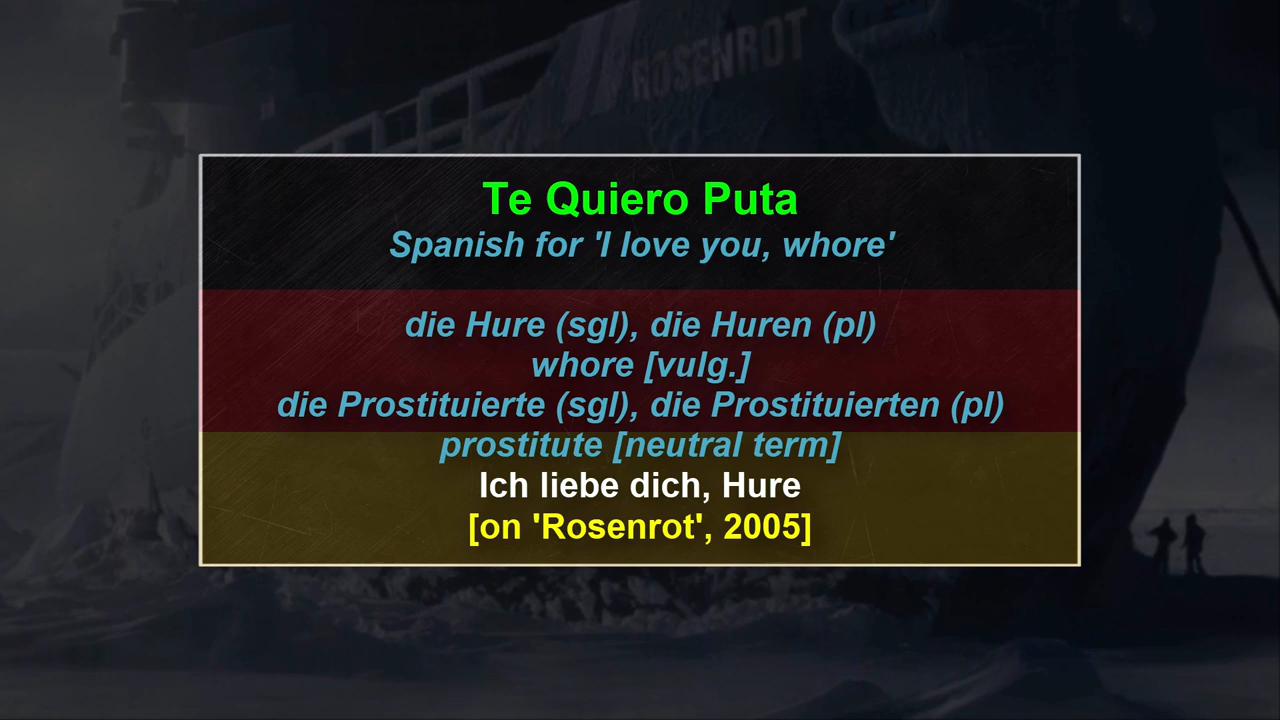 ROSENROT
Te Quiero Puta
Spanish for 'I love you, whore'
die Hure (sgl), die Huren (pl)
whore [vulg.]
die Prostituierte (sgl), die Prostituierten (pl)
prostitute [neutral term]
Ich liebe dich, Hure
[on 'Rosenrot', 2005]